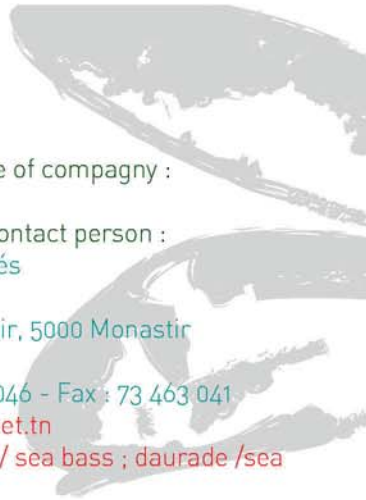 e of compagny :
ontact person :
és
ir, 5000 Monastir
046 - Fax : 73 463 041
et.tn
/ sea bass ; daurade /sea